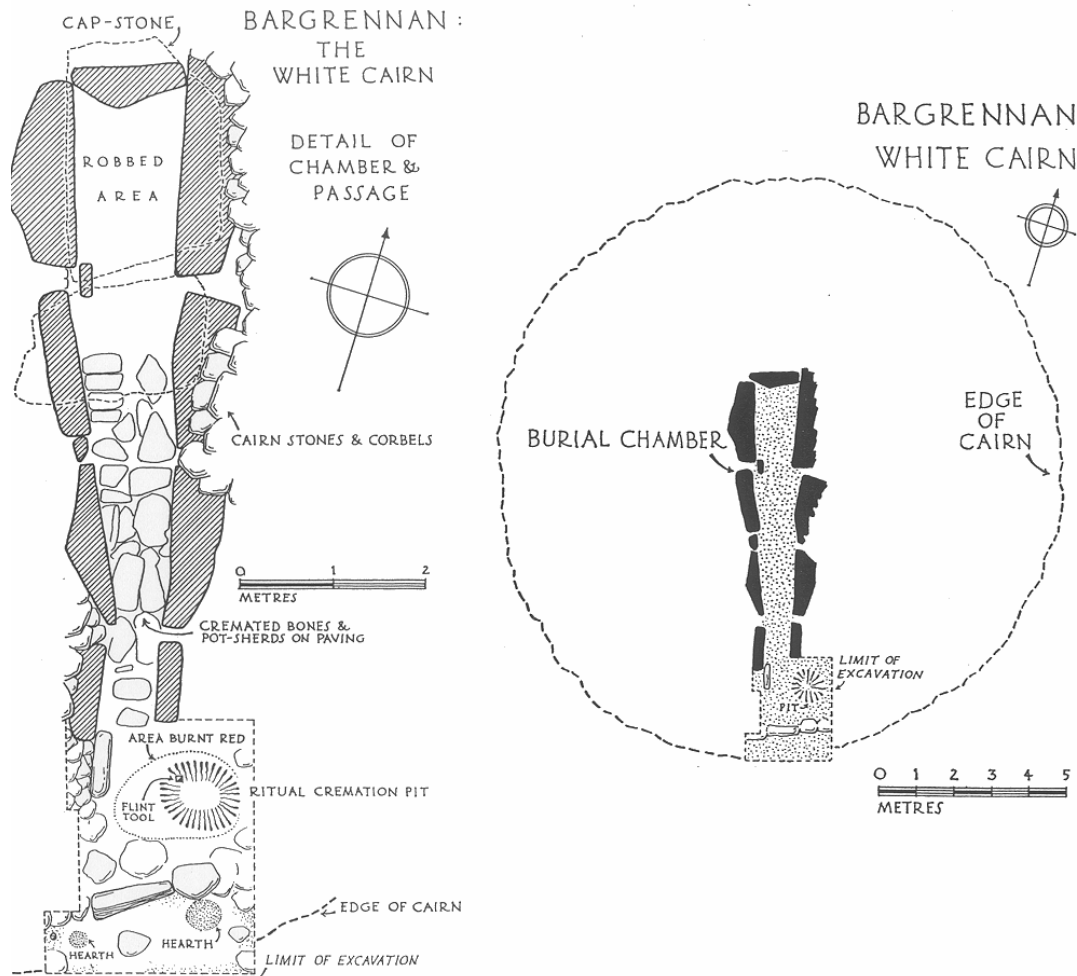 CAP-STONE
BARGRENNAN:
THE
WHITE CAIRN
DETAIL OF
CHAMBER &
PASSAGE
ROBBED
AREA
CAIRN STONES & CORBELS
0 1 2
METRES
CREMATED BONES &
POT-SHERDS ON PAVING
AREA BURNT RED
RITUAL CREMATION PIT
FLINT
TOOL
EDGE OF CAIRN
HEARTH
HEARTH
LIMIT OF EXCAVATION
BARGRENNAN
WHITE CAIRN
BURIAL CHAMBER
EDGE
OF
CAIRN
LIMIT OF
EXCAVATION
PIT
0 1 2 3 4 5
METRES